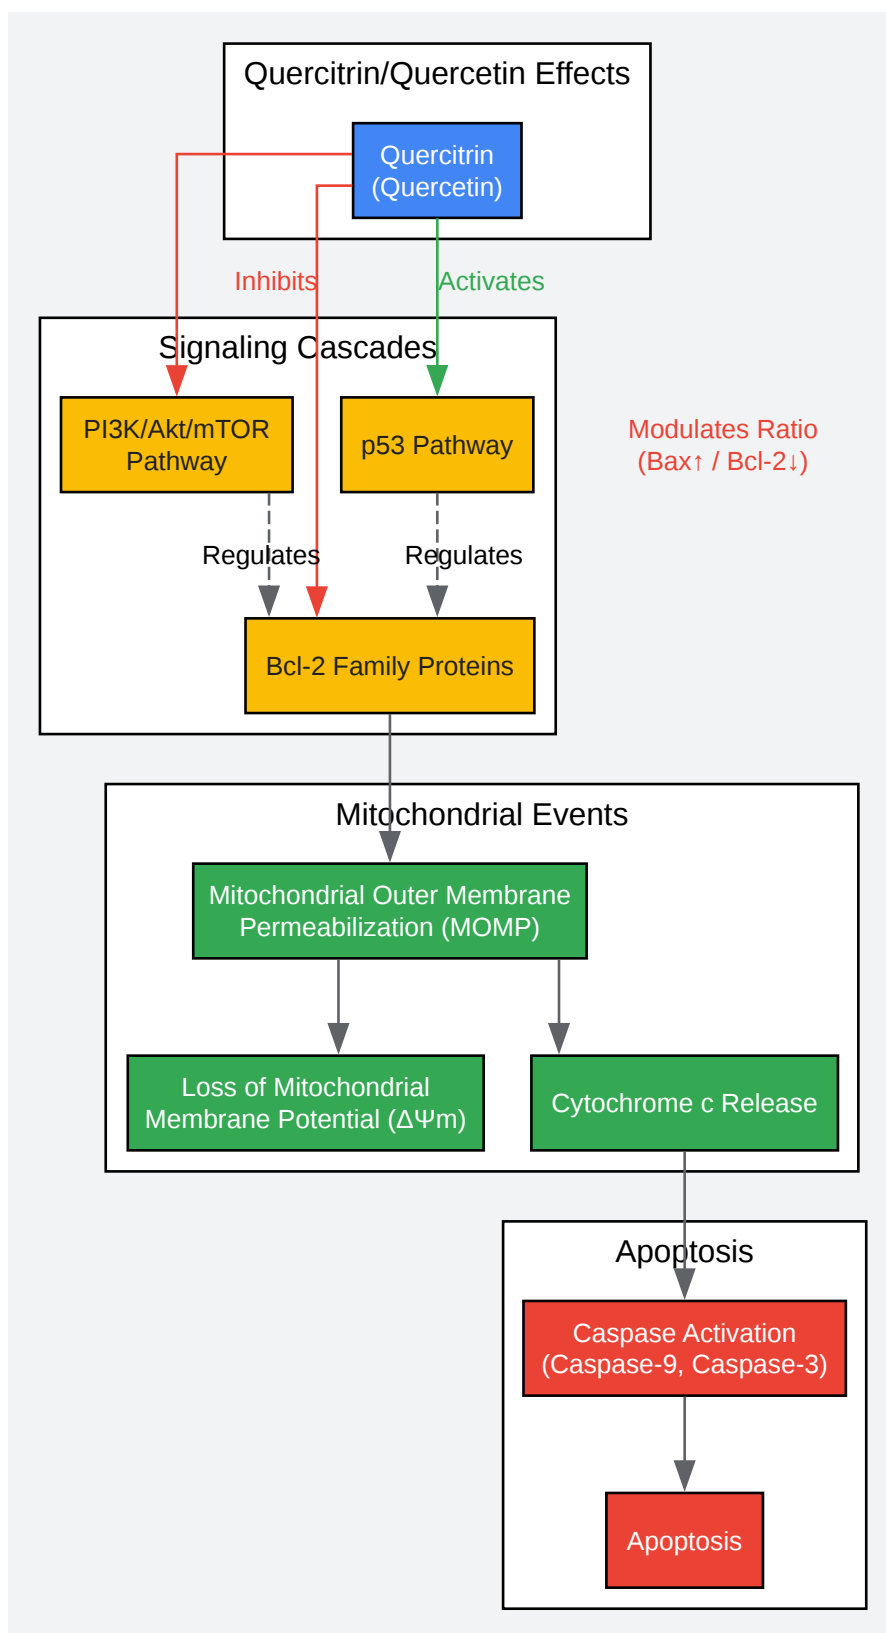 Quercitrin/Quercetin Effects
Quercitrin
(Quercetin)
Inhibits
Activates
Signaling Cascades
PI3K/Akt/mTOR
Pathway
p53 Pathway
Modulates Ratio
(Bax↑ / Bcl-2↓)
Regulates
Regulates
Bcl-2 Family Proteins
Mitochondrial Events
Mitochondrial Outer Membrane
Permeabilization (MOMP)
Loss of Mitochondrial
Membrane Potential (ΔΨm)
Cytochrome c Release
Apoptosis
Caspase Activation
(Caspase-9, Caspase-3)
Apoptosis